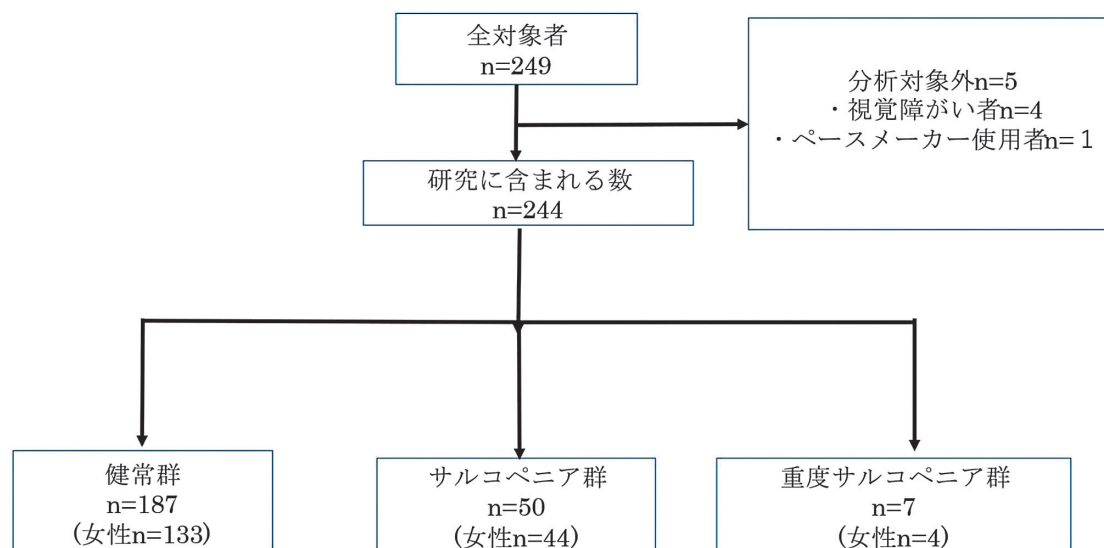 全対象者
n=249
分析対象外n=5
・視覚障がい者n=4
・ペースメーカー使用者n=１
研究に含まれる数
n=244
健常群
n=187
(女性n=133)
サルコペニア群
n=50
(女性n=44)
重度サルコペニア群
n=7
(女性n=4)